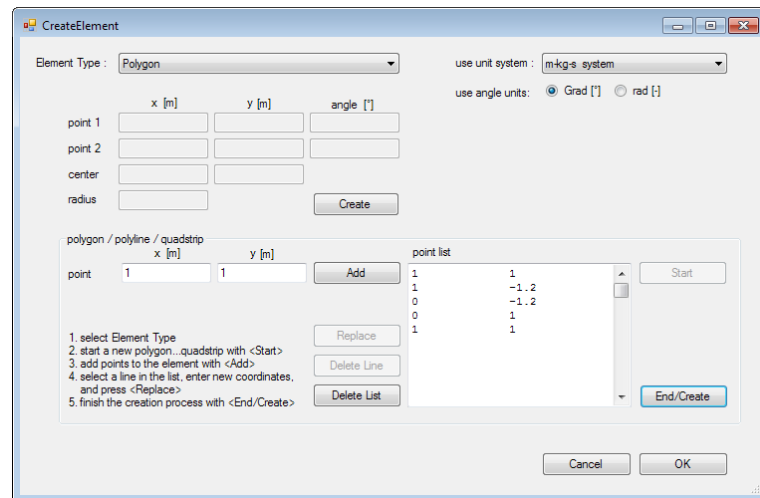 CreateElement
Element Type : Polygon use unit system : m-kg-s system
use angle units: Grad [°] rad [-]
x [m] y [m] angle [°]
point 1
point 2
center
radius Create
polygon / polyline / quadstrip point list
x [m] y [m]
point 1 1 Add 1 1 Start
1 -1.2
0 -1.2
0 1
1 1
Replace
1. select Element Type
2. start a new polygon...quadstrip with <Start>
3. add points to the element with <Add> Delete Line
4. select a line in the list, enter new coordinates,
and press <Replace> Delete List End/Create
5. finish the creation process with <End/Create>
Cancel OK